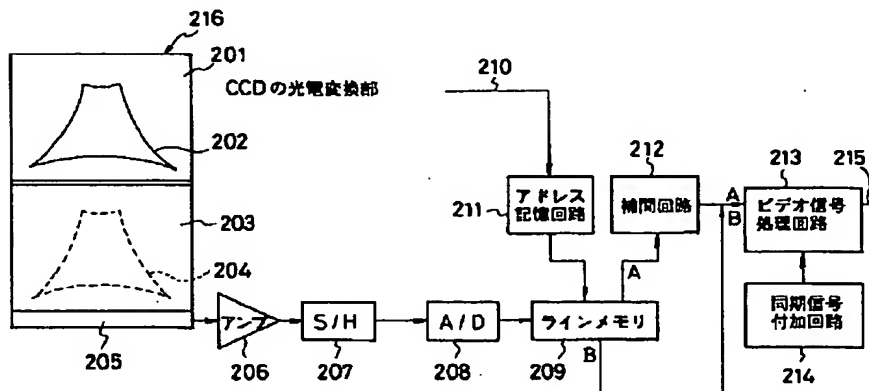 216
201
CCDの光電変換部
202
203
204
205
210
アドレス
記憶回路
211
212
補間回路
A
B
213
ビデオ信号
処理回路
215
同期信号
付加回路
214
アンプ
206
S/H
207
A/D
208
ラインメモリ
209
A
B